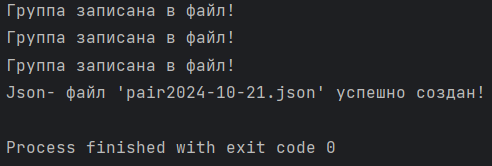 Группа записана в файл!
Группа записана в файл!
Группа записана в файл!
Json- файл 'pair2024-10-21.json' успешно создан!
Process finished with exit code 0